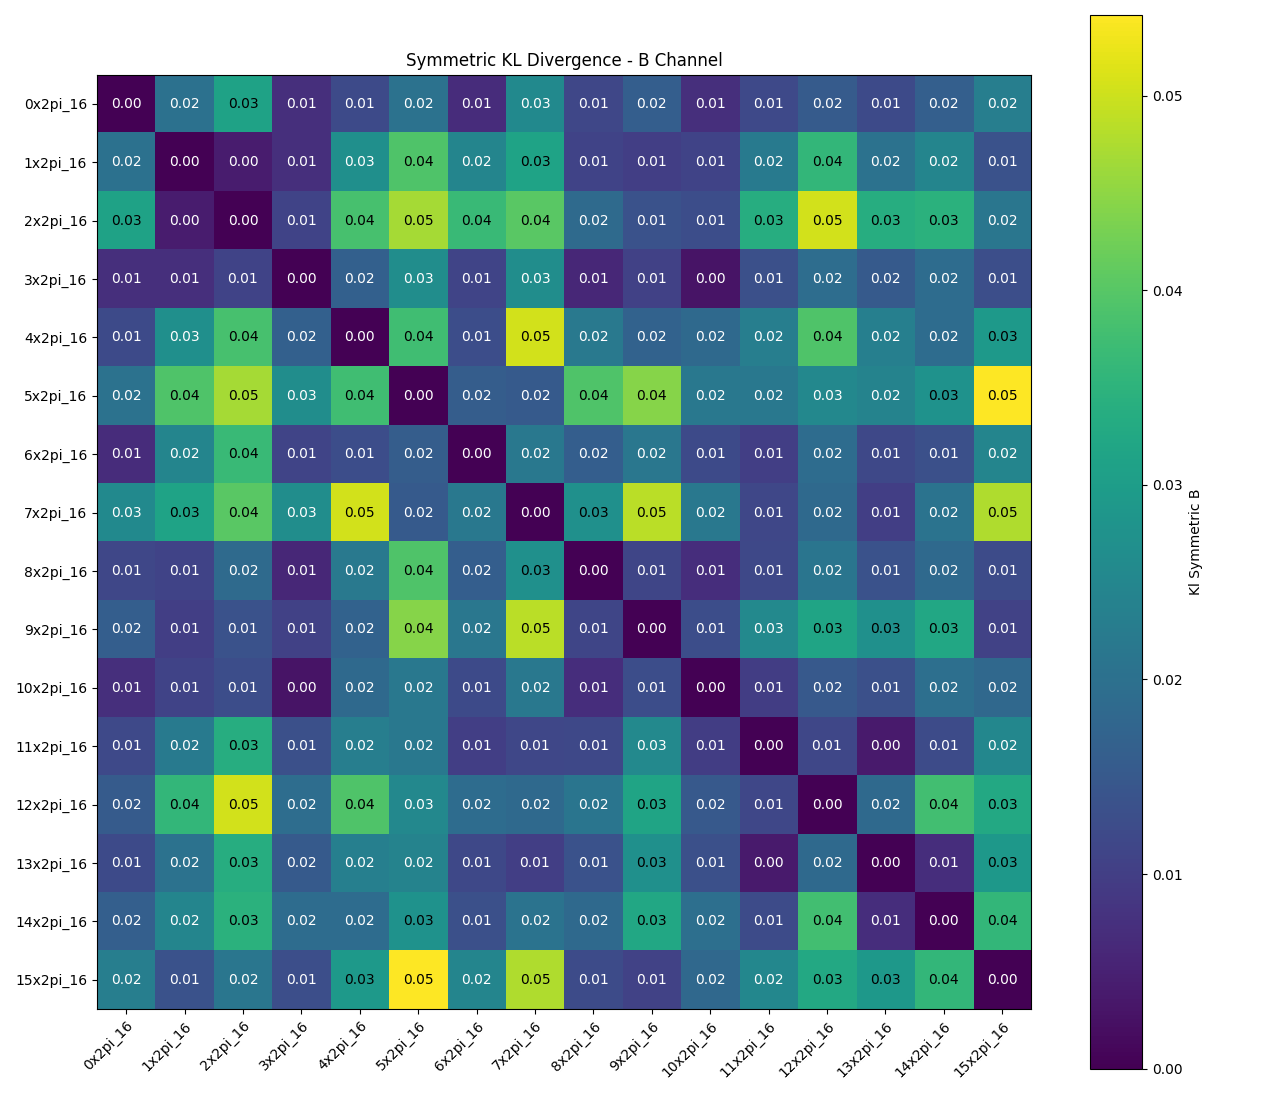 Symmetric KL Divergence - B Channel
0x2pi_16 0.00 0.02 0.03 0.01 0.01 0.02 0.01 0.03 0.01 0.02 0.01 0.01 0.02 0.01 0.02 0.02
1x2pi_16 0.02 0.00 0.00 0.01 0.03 0.04 0.02 0.03 0.01 0.01 0.01 0.02 0.04 0.02 0.02 0.01
2x2pi_16 0.03 0.00 0.00 0.01 0.04 0.05 0.04 0.04 0.02 0.01 0.01 0.03 0.05 0.03 0.03 0.02
3x2pi_16 0.01 0.01 0.01 0.00 0.02 0.03 0.01 0.03 0.01 0.01 0.00 0.01 0.02 0.02 0.02 0.01
4x2pi_16 0.01 0.03 0.04 0.02 0.00 0.04 0.01 0.05 0.02 0.02 0.02 0.02 0.04 0.02 0.02 0.03
5x2pi_16 0.02 0.04 0.05 0.03 0.04 0.00 0.02 0.02 0.04 0.04 0.02 0.02 0.03 0.02 0.03 0.05
6x2pi_16 0.01 0.02 0.04 0.01 0.01 0.02 0.00 0.02 0.02 0.02 0.01 0.01 0.02 0.01 0.01 0.02
7x2pi_16 0.03 0.03 0.04 0.03 0.05 0.02 0.02 0.00 0.03 0.05 0.02 0.01 0.02 0.01 0.02 0.05
8x2pi_16 0.01 0.01 0.02 0.01 0.02 0.04 0.02 0.03 0.00 0.01 0.01 0.01 0.02 0.01 0.02 0.01
9x2pi_16 0.02 0.01 0.01 0.01 0.02 0.04 0.02 0.05 0.01 0.00 0.01 0.03 0.03 0.03 0.03 0.01
10x2pi_16 0.01 0.01 0.01 0.00 0.02 0.02 0.01 0.02 0.01 0.01 0.00 0.01 0.02 0.01 0.02 0.02
11x2pi_16 0.01 0.02 0.03 0.01 0.02 0.02 0.01 0.01 0.01 0.03 0.01 0.00 0.01 0.00 0.01 0.02
12x2pi_16 0.02 0.04 0.05 0.02 0.04 0.03 0.02 0.02 0.02 0.03 0.02 0.01 0.00 0.02 0.04 0.03
13x2pi_16 0.01 0.02 0.03 0.02 0.02 0.02 0.01 0.01 0.01 0.03 0.01 0.00 0.02 0.00 0.01 0.03
14x2pi_16 0.02 0.02 0.03 0.02 0.02 0.03 0.01 0.02 0.02 0.03 0.02 0.01 0.04 0.01 0.00 0.04
15x2pi_16 0.02 0.01 0.02 0.01 0.03 0.05 0.02 0.05 0.01 0.01 0.02 0.02 0.03 0.03 0.04 0.00
0x2pi_16 1x2pi_16 2x2pi_16 3x2pi_16 4x2pi_16 5x2pi_16 6x2pi_16 7x2pi_16 8x2pi_16 9x2pi_16 10x2pi_16 11x2pi_16 12x2pi_16 13x2pi_16 14x2pi_16 15x2pi_16
0.05
0.04
0.03
0.02
0.01
0.00
Kl Symmetric B